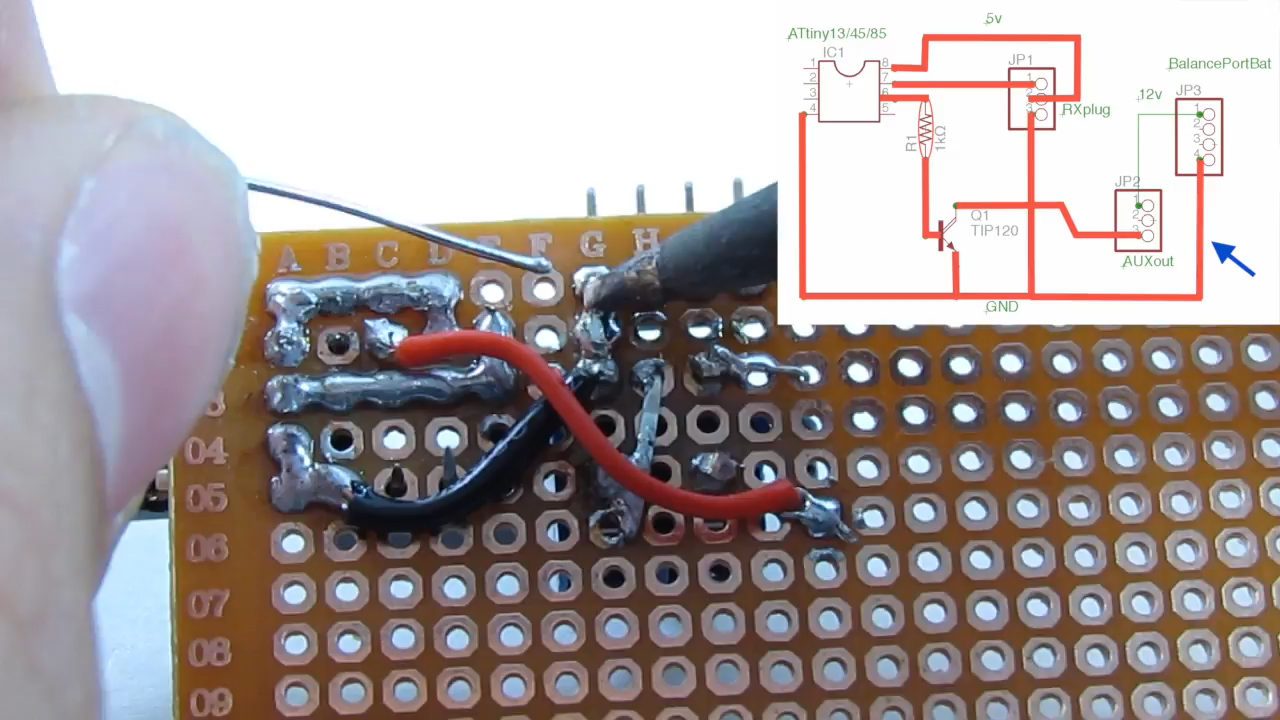 5v
ATtiny13/45/85
IC1
1
2
3
4
8
7
6
5
R1
1kΩ
JP1
1
2
3
RXplug
BalancePortBat
JP3
12v
1
2
3
4
JP2
1
2
3
Q1
TIP120
AUXout
GND
A B C D E F G H
04
05
06
07
08
09